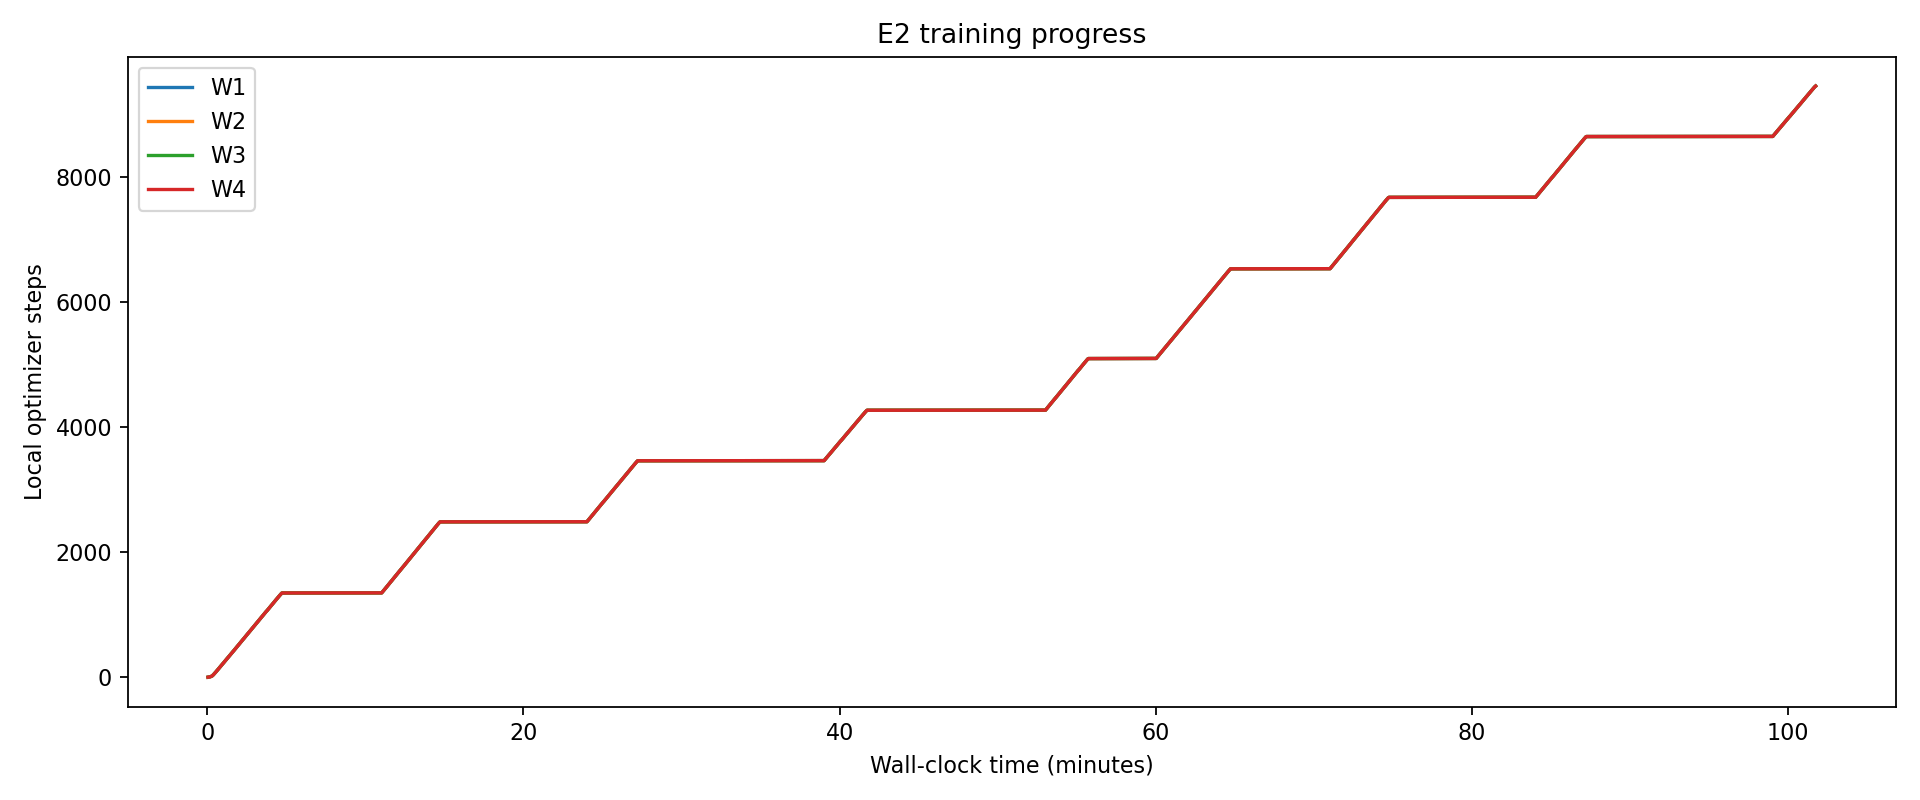 E2 training progress
W1
W2
W3
W4
Local optimizer steps
8000
6000
4000
2000
0
0 20 40 60 80 100
Wall-clock time (minutes)